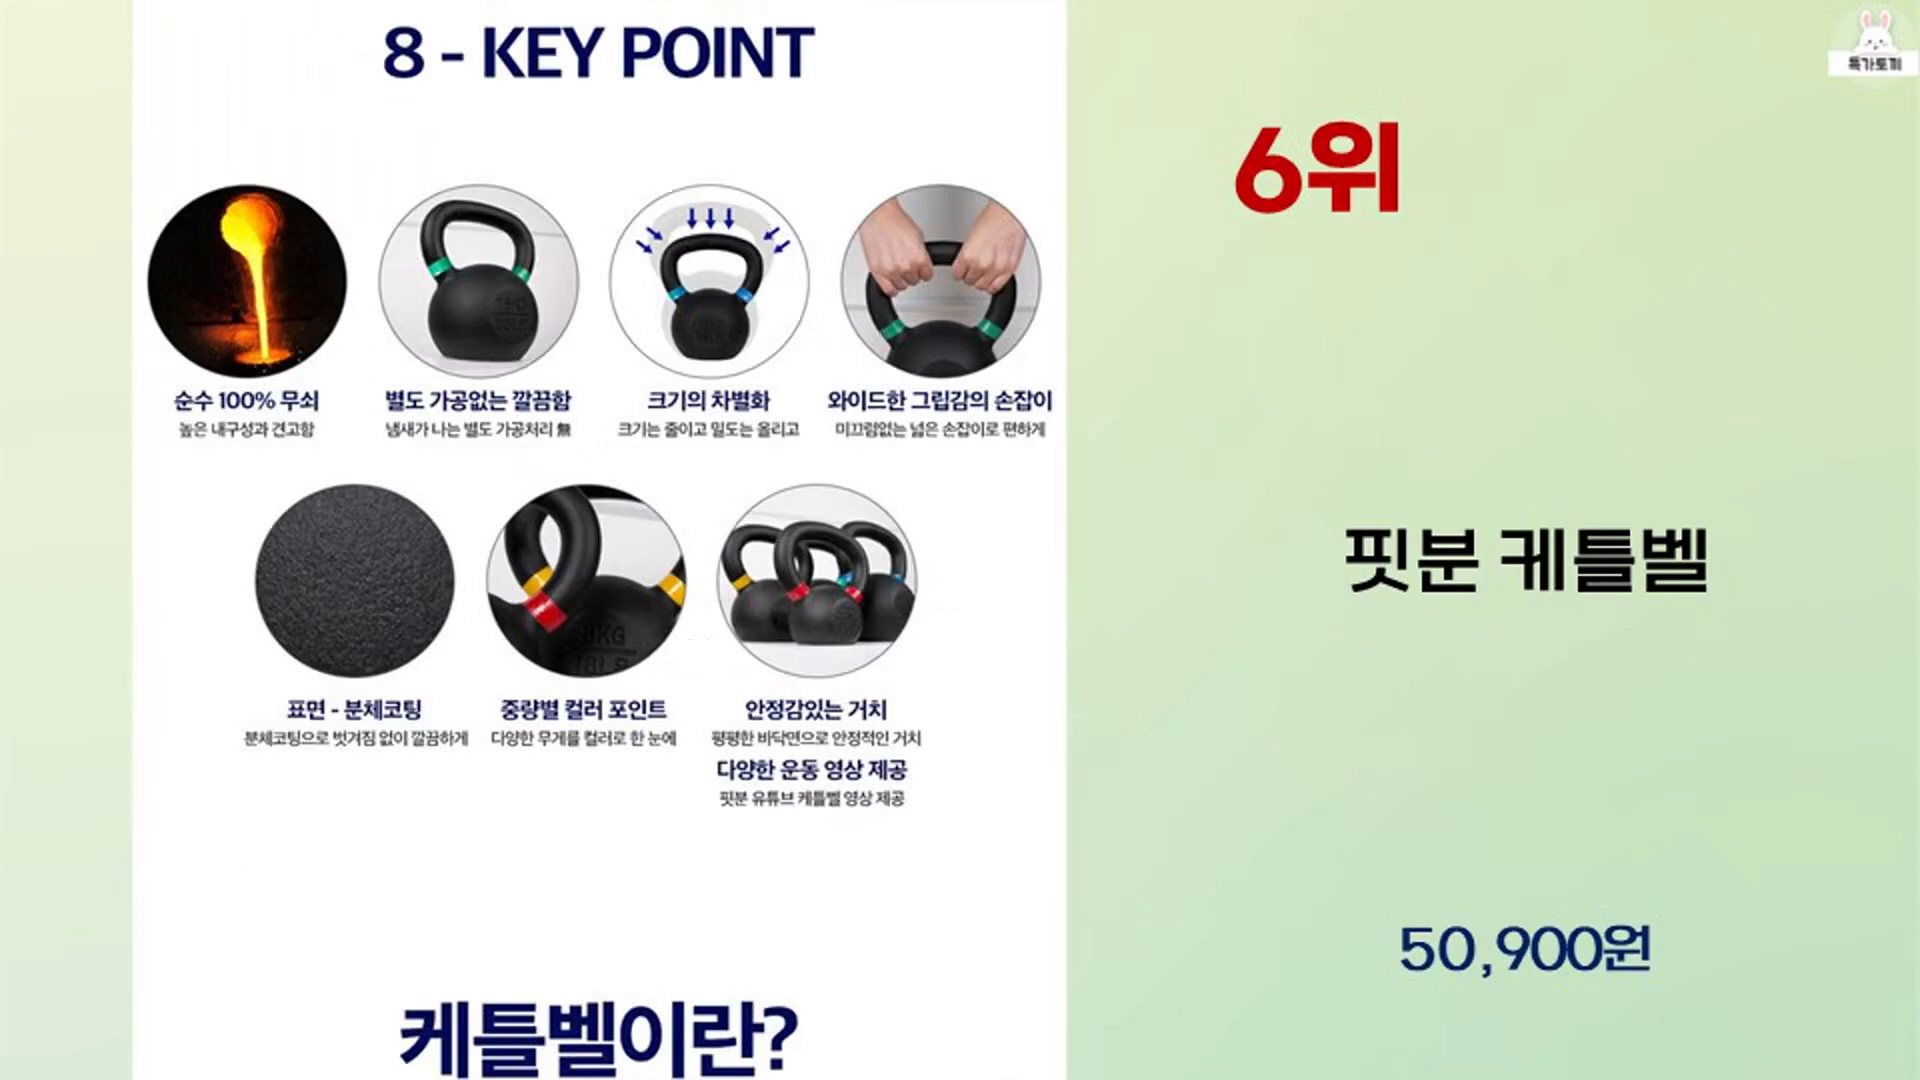 8 - KEY POINT
특가토끼
6위
순수 100% 무쇠
높은 내구성과 견고함
별도 가공없는 깔끔함
냄새가 나는 별도 가공처리 無
크기의 차별화
크기는 줄이고 밀도는 올리고
와이드한 그립감의 손잡이
미끄럼없는 넓은 손잡이로 편하게
표면 - 분체코팅
분체코팅으로 벗겨짐 없이 깔끔하게
중량별 컬러 포인트
다양한 무게를 컬러로 한 눈에
안정감있는 거치
평평한 바닥면으로 안정적인 거치
다양한 운동 영상 제공
핏분 유튜브 케틀벨 영상 제공
핏분 케틀벨
50,900원
케틀벨이란?